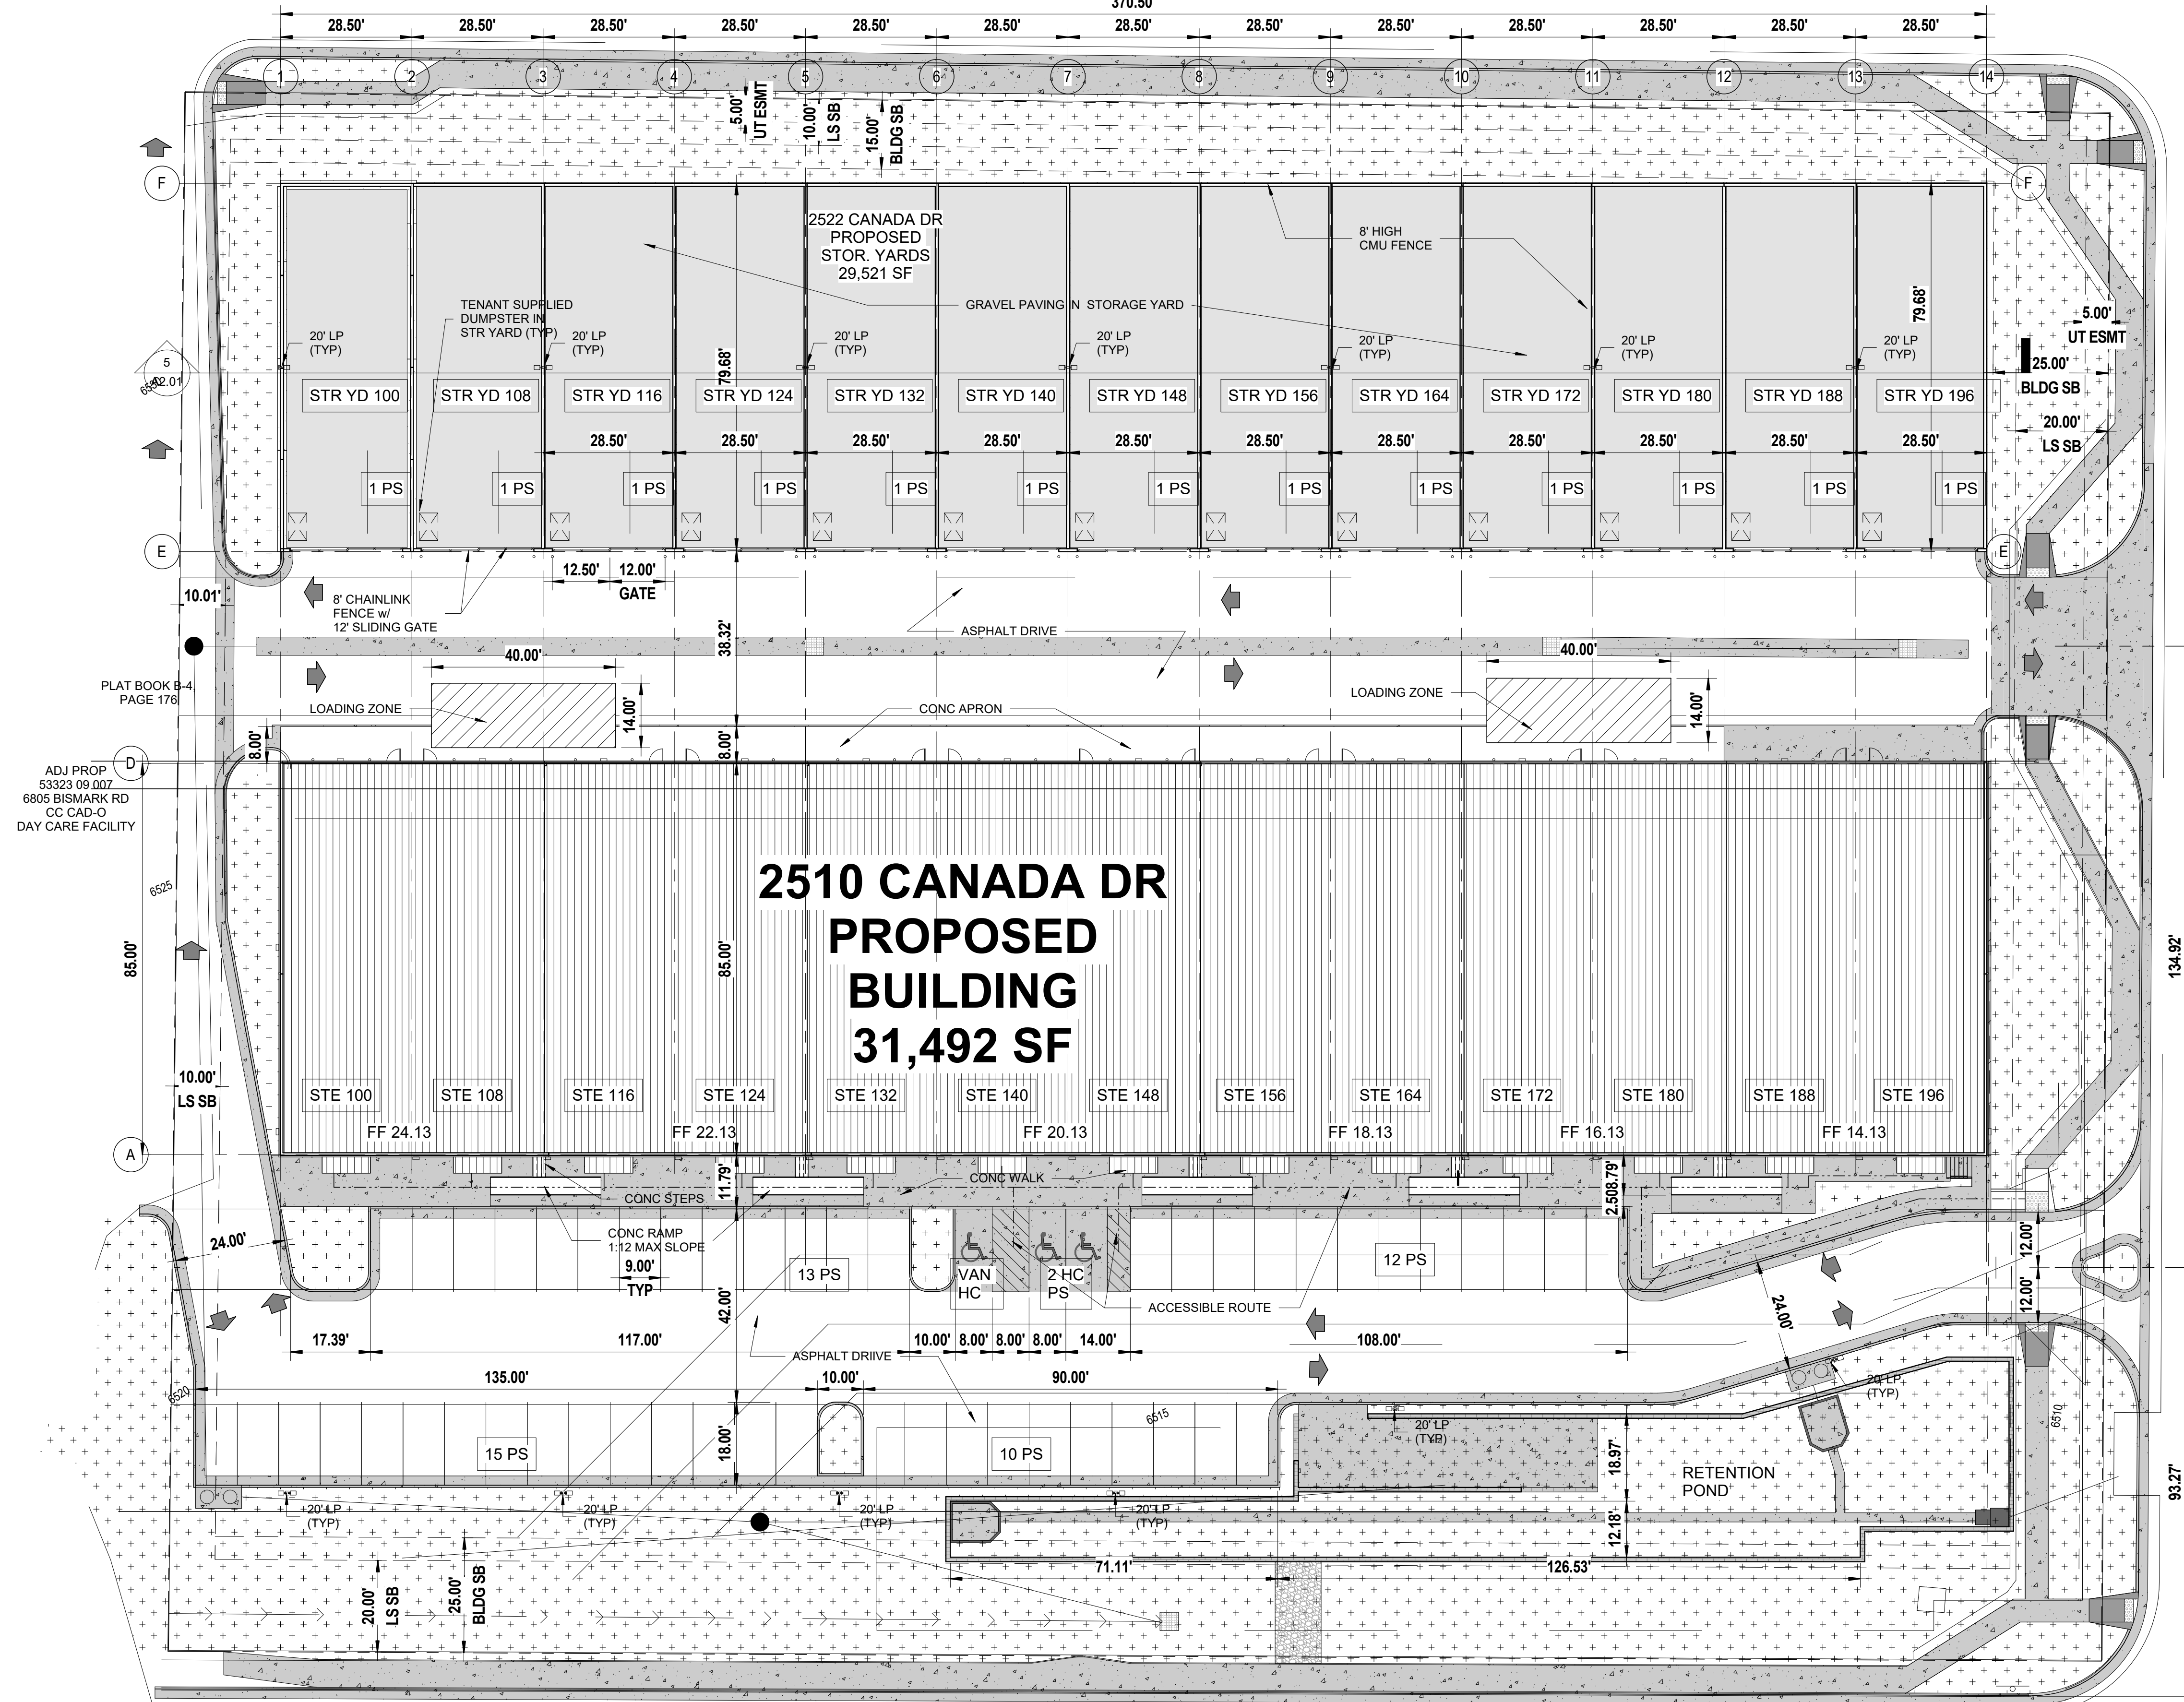 370.50'
28.50' 28.50' 28.50' 28.50' 28.50' 28.50' 28.50' 28.50' 28.50' 28.50' 28.50' 28.50' 28.50'
1 2 3 4 5 6 7 8 9 10 11 12 13 14
5.00'
UT ESMT
10.00'
LS SB
15.00'
BLDG SB
F
F
2522 CANADA DR
PROPOSED
STOR. YARDS
29,521 SF
8' HIGH
CMU FENCE
TENANT SUPPLIED
DUMPSTER IN
STR YARD (TYP)
GRAVEL PAVING IN STORAGE YARD
79.68'
79.68'
5.00'
UT ESMT
20' LP
(TYP)
20' LP
(TYP)
20' LP
(TYP)
20' LP
(TYP)
20' LP
(TYP)
20' LP
(TYP)
20' LP
(TYP)
5
6530
25.00'
BLDG SB
STR YD 100
STR YD 108
STR YD 116
STR YD 124
STR YD 132
STR YD 140
STR YD 148
STR YD 156
STR YD 164
STR YD 172
STR YD 180
STR YD 188
STR YD 196
20.00'
LS SB
28.50' 28.50' 28.50' 28.50' 28.50' 28.50' 28.50' 28.50' 28.50' 28.50' 28.50'
1 PS 1 PS 1 PS 1 PS 1 PS 1 PS 1 PS 1 PS 1 PS 1 PS 1 PS 1 PS 1 PS
E
E
12.50' 12.00'
GATE
10.01'
8' CHAINLINK
FENCE w/
12' SLIDING GATE
38.32'
ASPHALT DRIVE
40.00'
40.00'
PLAT BOOK B-4,
PAGE 176
LOADING ZONE
14.00'
CONC APRON
LOADING ZONE
14.00'
8.00'
8.00'
D
ADJ PROP
53323 09 007
6805 BISMARK RD
CC CAD-O
DAY CARE FACILITY
6525
85.00'
85.00'
2510 CANADA DR
PROPOSED
BUILDING
31,492 SF
134.92'
10.00'
LS SB
STE 100
STE 108
STE 116
STE 124
STE 132
STE 140
STE 148
STE 156
STE 164
STE 172
STE 180
STE 188
STE 196
FF 24.13
FF 22.13
FF 20.13
FF 18.13
FF 16.13
FF 14.13
A
11.79'
CONC STEPS
CONC WALK
8.79'
2.50
CONC RAMP
1:12 MAX SLOPE
24.00'
9.00'
TYP
13 PS
VAN
HC
2 HC
PS
12 PS
ACCESSIBLE ROUTE
12.00'
12.00'
24.00'
42.00'
17.39' 117.00' 10.00' 8.00' 8.00' 8.00' 14.00' 108.00'
ASPHALT DRIIVE
135.00' 10.00' 90.00'
6520
6515
6510
20' LP
(TYP)
20' LP
(TYP)
18.00'
15 PS
10 PS
18.97'
RETENTION
POND
93.27'
20' LP
(TYP)
20' LP
(TYP)
20' LP
(TYP)
20' LP
(TYP)
12.18'
71.11'
126.53'
20.00'
LS SB
25.00'
BLDG SB